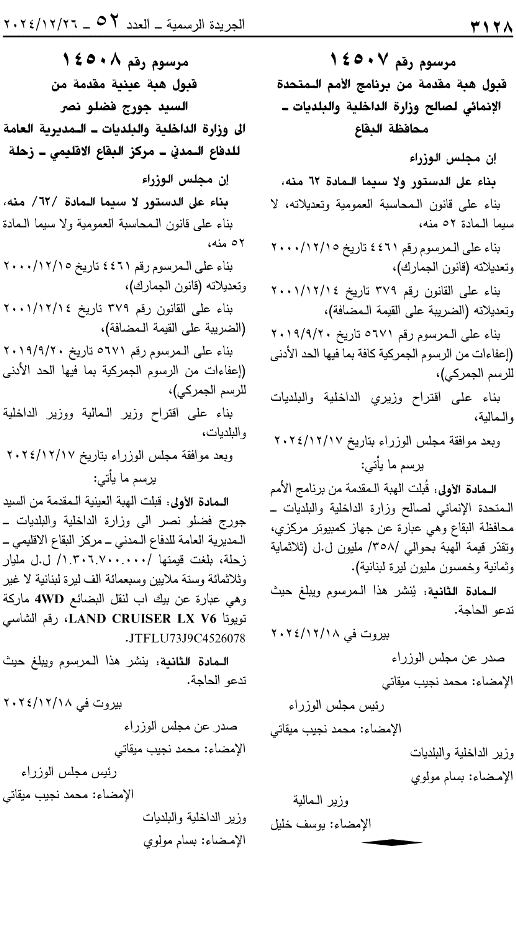 ٣١٢٨
الجريدة الرسمية ــ العدد ٥٢ ــ ٢٠٢٤/١٢/٢٦
مرسوم رقم ١٤٥٠٧
قبول هبة مقدمة من برنامج الأمم المتحدة
الإنمائي لصالح وزارة الداخلية والبلديات ــ
محافظة البقاع
إن مجلس الوزراء
بناء على الدستور ولا سيما المادة ٦٢ منه،
بناء على قانون المحاسبة العمومية وتعديلاته، لا
سيما المادة ٥٢ منه،
بناء على المرسوم رقم ٤٤٦١ تاريخ ٢٠٠٠/١٢/١٥
وتعديلاته (قانون الجمارك)،
بناء على القانون رقم ٣٧٩ تاريخ ٢٠٠١/١٢/١٤
وتعديلاته (الضريبة على القيمة المضافة)،
بناء على المرسوم رقم ٥٦٧١ تاريخ ٢٠١٩/٩/٢٠
(إعفاءات من الرسوم الجمركية كافة بما فيها الحد الأدنى
للرسم الجمركي)،
بناء على اقتراح وزيري الداخلية والبلديات
والمالية،
وبعد موافقة مجلس الوزراء بتاريخ ٢٠٢٤/١٢/١٧
يرسم ما يأتي:
المادة الأولى: قُبلت الهبة المقدمة من برنامج الأمم
المتحدة الإنمائي لصالح وزارة الداخلية والبلديات ــ
محافظة البقاع وهي عبارة عن جهاز كمبيوتر مركزي،
وتقدّر قيمة الهبة بحوالي /٣٥٨/ مليون ل.ل (ثلاثماية
وثمانية وخمسون مليون ليرة لبنانية).
المادة الثانية: يُنشر هذا المرسوم ويبلغ حيث
تدعو الحاجة.
بيروت في ٢٠٢٤/١٢/١٨
صدر عن مجلس الوزراء
الإمضاء: محمد نجيب ميقاتي
رئيس مجلس الوزراء
الإمضاء: محمد نجيب ميقاتي
وزير الداخلية والبلديات
الإمضاء: بسام مولوي
وزير المالية
الإمضاء: يوسف خليل
مرسوم رقم ١٤٥٠٨
قبول هبة عينية مقدمة من
السيد جورج فضلو نصر
الى وزارة الداخلية والبلديات ــ المديرية العامة
للدفاع المدني ــ مركز البقاع الاقليمي ــ زحلة
إن مجلس الوزراء
بناء على الدستور لا سيما المادة /٦٢/ منه،
بناء على قانون المحاسبة العمومية ولا سيما المادة
٥٢ منه،
بناء على المرسوم رقم ٤٤٦١ تاريخ ٢٠٠٠/١٢/١٥
وتعديلاته (قانون الجمارك)،
بناء على القانون رقم ٣٧٩ تاريخ ٢٠٠١/١٢/١٤
(الضريبة على القيمة المضافة)،
بناء على المرسوم رقم ٥٦٧١ تاريخ ٢٠١٩/٩/٢٠
(إعفاءات من الرسوم الجمركية بما فيها الحد الأدنى
للرسم الجمركي)،
بناء على اقتراح وزير المالية ووزير الداخلية
والبلديات،
وبعد موافقة مجلس الوزراء بتاريخ ٢٠٢٤/١٢/١٧
يرسم ما يأتي:
المادة الأولى: قبلت الهبة العينية المقدمة من السيد
جورج فضلو نصر الى وزارة الداخلية والبلديات ــ
المديرية العامة للدفاع المدني ــ مركز البقاع الاقليمي ــ
زحلة، بلغت قيمتها /١.٣٠٦.٧٠٠.٠٠٠/ ل.ل مليار
وثلاثمائة وستة ملايين وسبعمائة الف ليرة لبنانية لا غير
وهي عبارة عن بيك اب لنقل البضائع 4WD ماركة
تويوتا LAND CRUISER LX V6، رقم الشاسي
JTFLU73J9C4526078.
المادة الثانية: ينشر هذا المرسوم ويبلغ حيث
تدعو الحاجة.
بيروت في ٢٠٢٤/١٢/١٨
صدر عن مجلس الوزراء
الإمضاء: محمد نجيب ميقاتي
رئيس مجلس الوزراء
الإمضاء: محمد نجيب ميقاتي
وزير الداخلية والبلديات
الإمضاء: بسام مولوي